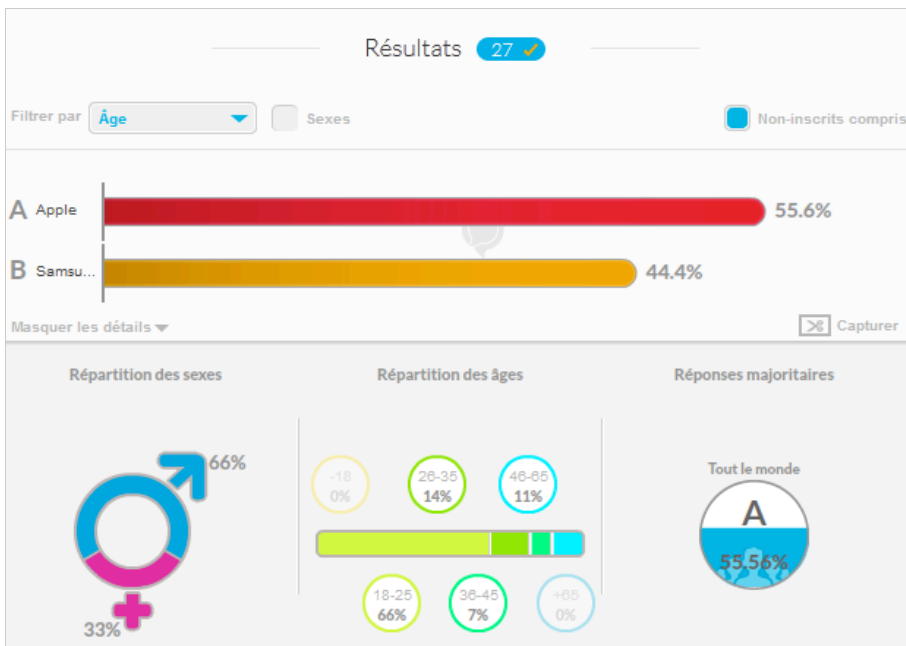 Résultats 27
Filtrer par Âge Sexes Non-inscrits compris
A Apple 55.6%
B Samsu... 44.4%
Masquer les détails Capturer
Répartition des sexes Répartition des âges Réponses majoritaires
66%
33%
-18 0%
26-35 14%
46-65 11%
18-25 66%
36-45 7%
+65 0%
Tout le monde
A
55.56%